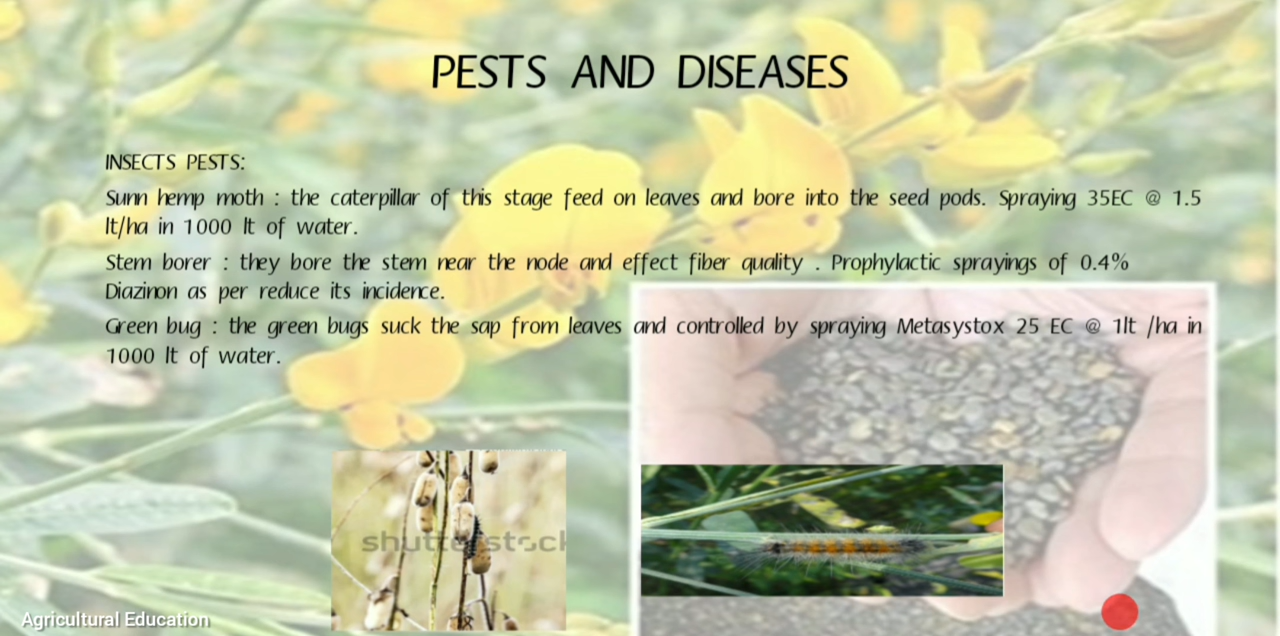 PESTS AND DISEASES
INSECTS PESTS:
Sunn hemp moth : the caterpillar of this stage feed on leaves and bore into the seed pods. Spraying 35EC @ 1.5
lt/ha in 1000 lt of water.
Stem borer : they bore the stem near the node and effect fiber quality . Prophylactic sprayings of 0.4%
Diazinon as per reduce its incidence.
Green bug : the green bugs suck the sap from leaves and controlled by spraying Metasystox 25 EC @ 1lt /ha in
1000 lt of water.
shutterstock
Agricultural Education